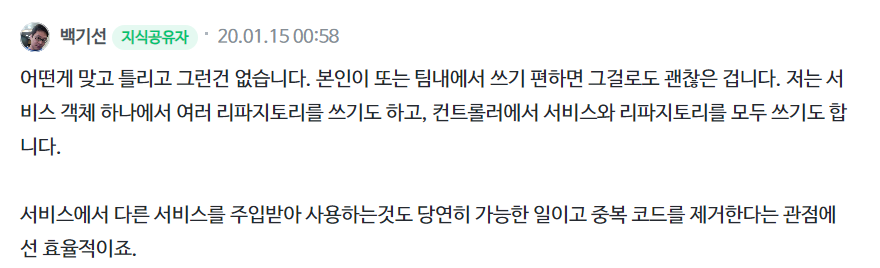 백기선 지식공유자 · 20.01.15 00:58
어떤게 맞고 틀리고 그런건 없습니다. 본인이 또는 팀내에서 쓰기 편하면 그걸로도 괜찮은 겁니다. 저는 서
비스 객체 하나에서 여러 리파지토리를 쓰기도 하고, 컨트롤러에서 서비스와 리파지토리를 모두 쓰기도 합
니다.
서비스에서 다른 서비스를 주입받아 사용하는것도 당연히 가능한 일이고 중복 코드를 제거한다는 관점에
선 효율적이죠.